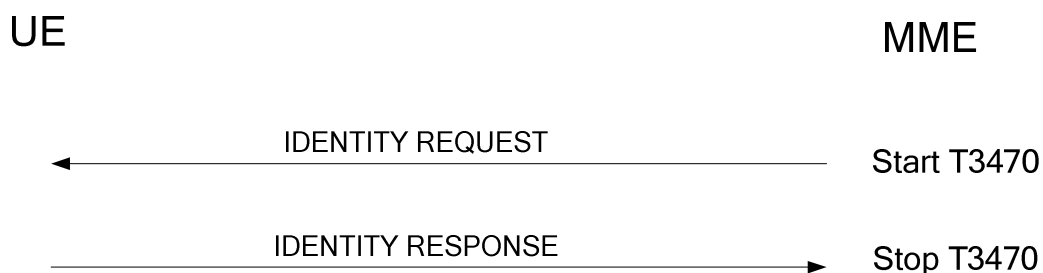 UE
MME
IDENTITY REQUEST
Start T3470
IDENTITY RESPONSE
Stop T3470